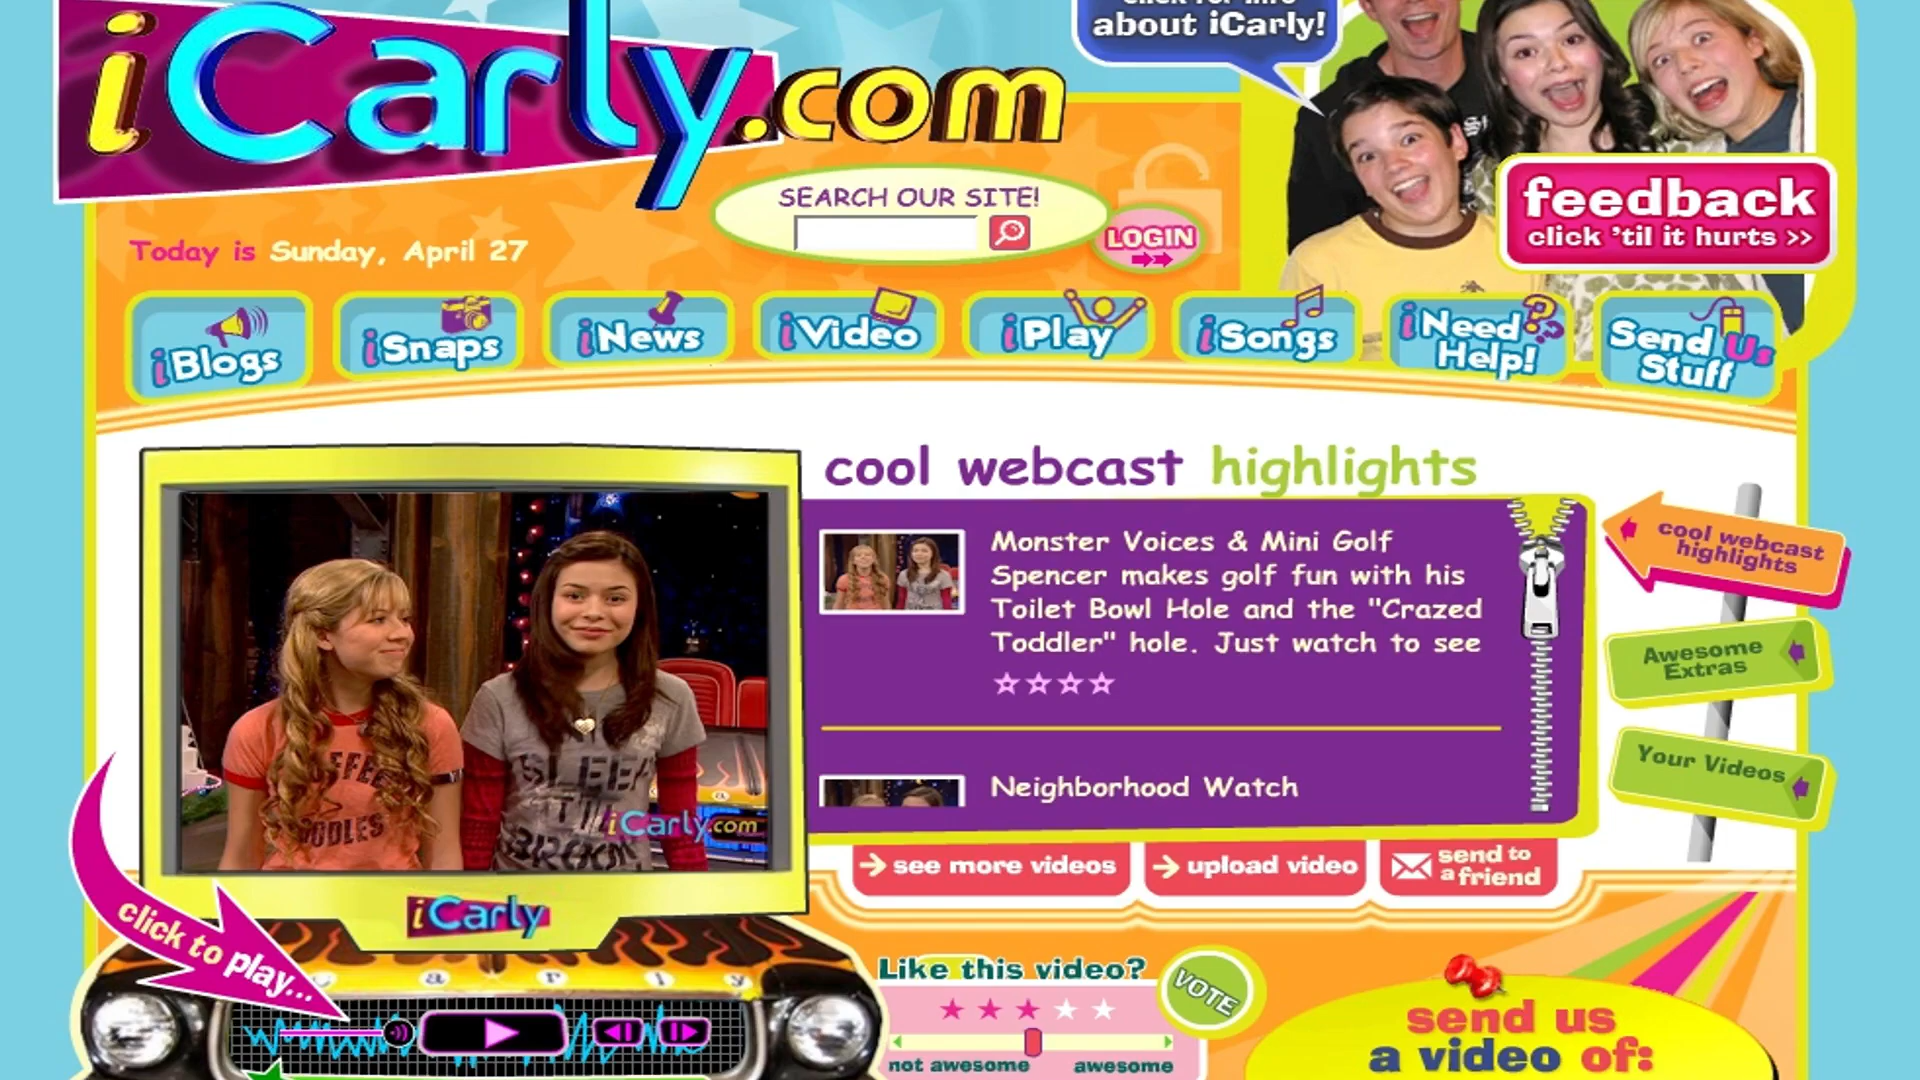 iCarly.com
about iCarly!
SEARCH OUR SITE!
LOGIN
feedback
click 'til it hurts >>
Today is Sunday, April 27
iBlogs
iSnaps
iNews
iVideo
iPlay
iSongs
iNeed Help!
Send Us Stuff
cool webcast highlights
Monster Voices & Mini Golf
Spencer makes golf fun with his
Toilet Bowl Hole and the "Crazed
Toddler" hole. Just watch to see
Neighborhood Watch
cool webcast
highlights
Awesome
Extras
Your Videos
iCarly.com
see more videos
upload video
send to
a friend
iCarly
click to play...
Like this video?
VOTE
not awesome
awesome
send us
a video of: